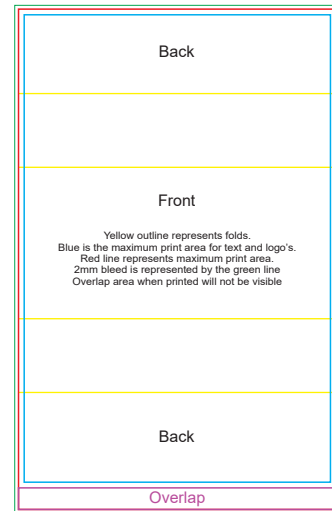 Back
Front
Yellow outline represents folds.
Blue is the maximum print area for text and logo's.
Red line represents maximum print area.
2mm bleed is represented by the green line
Overlap area when printed will not be visible
Back
Overlap